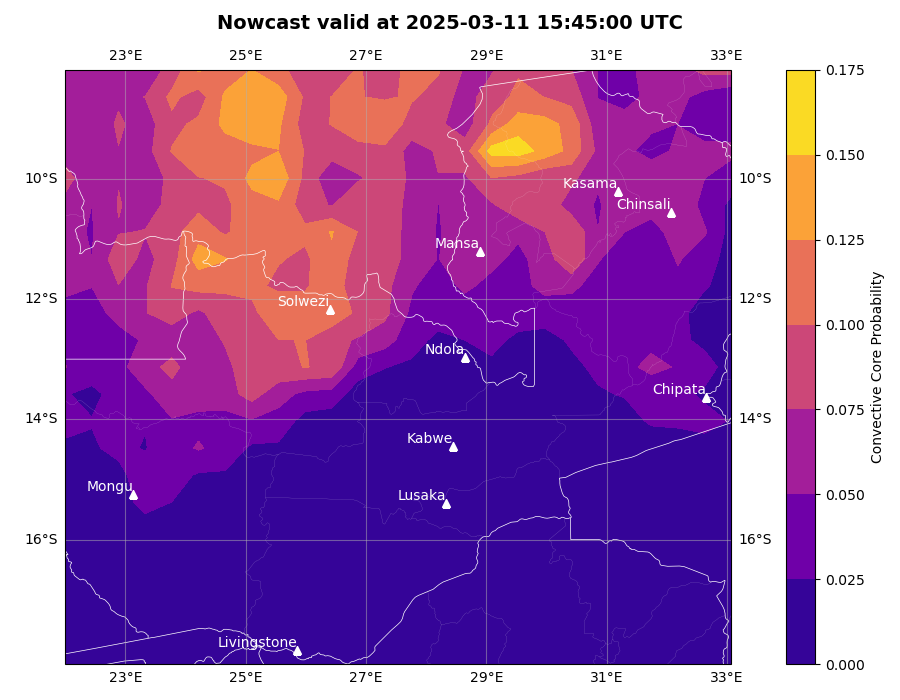 Nowcast valid at 2025-03-11 15:45:00 UTC
23°E 25°E 27°E 29°E 31°E 33°E
0.175
0.150
10°S 10°S
Kasama
Chinsali
Mansa
0.125
12°S 12°S
Solwezi
0.100
Ndola
Chipata
0.075
14°S 14°S
Kabwe
Mongu
Lusaka
0.050
16°S 16°S
0.025
Livingstone
0.000
23°E 25°E 27°E 29°E 31°E 33°E
Convective Core Probability